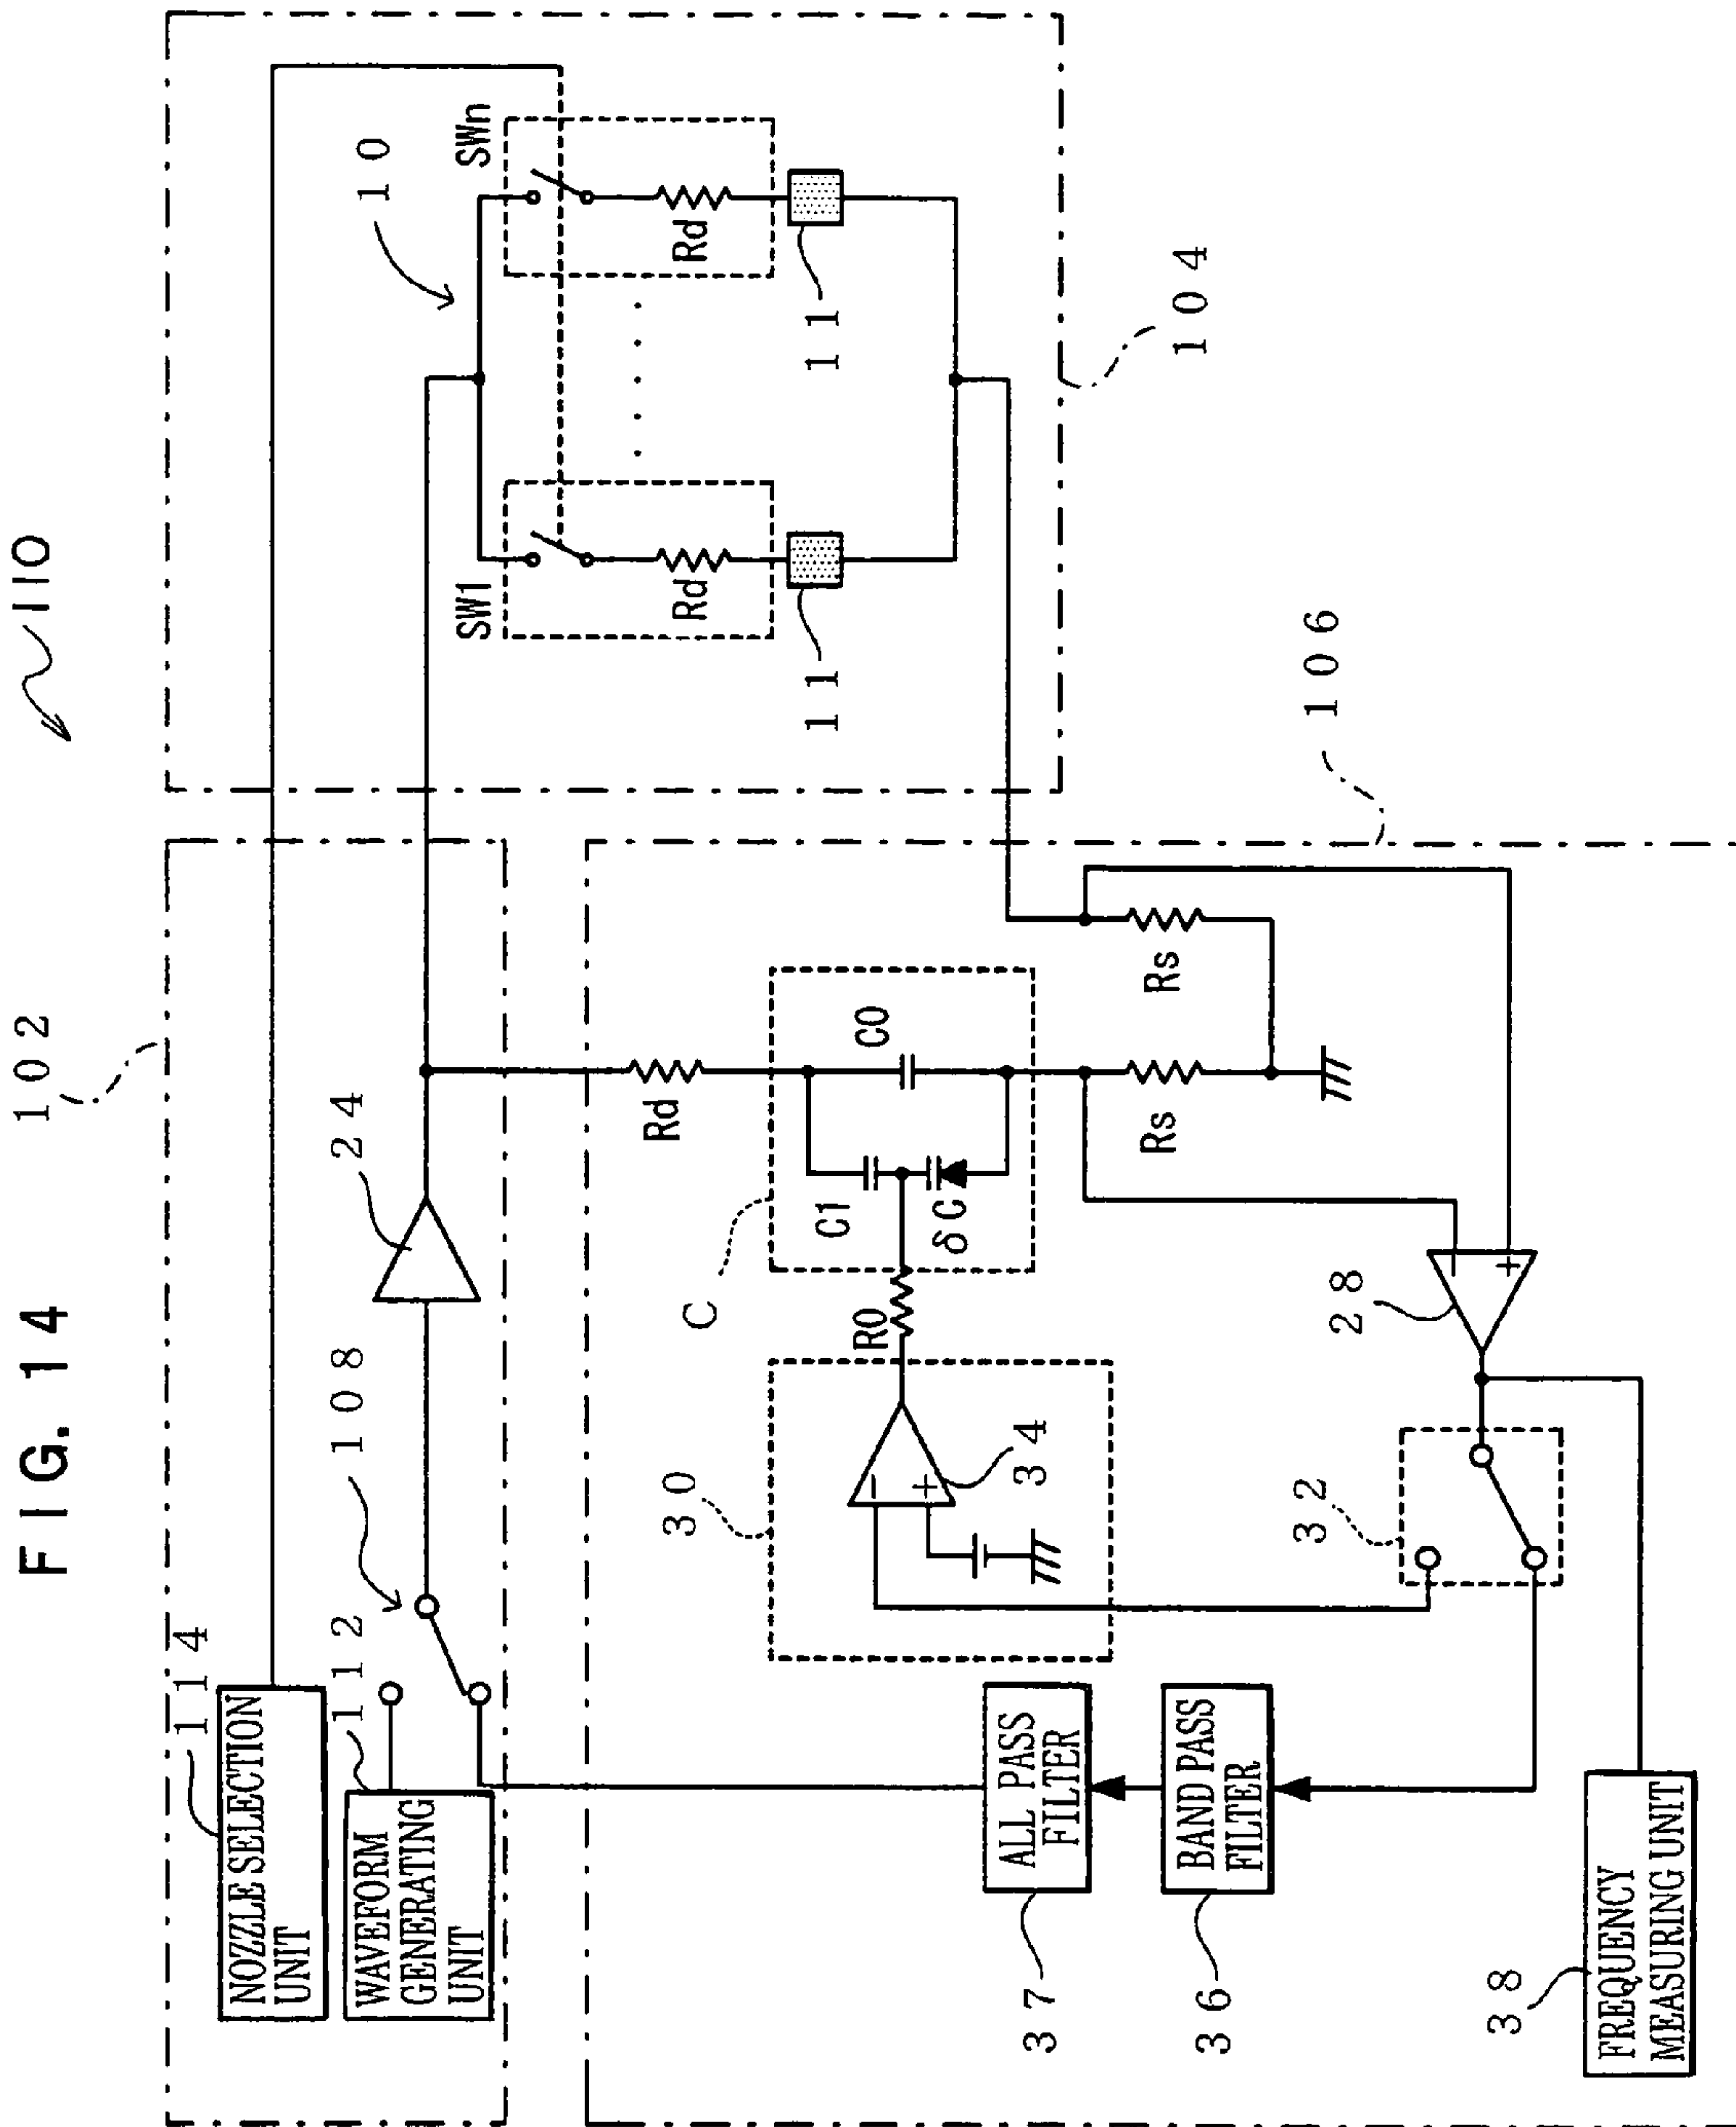 FIG. 14
110
102
114
NOZZLE SELECTION
UNIT
112
WAVEFORM
GENERATING
UNIT
108
24
104
10
SW1
Rd
11
SWn
Rd
11
106
Rd
C
C1
C0
δC
R0
Rs
Rs
30
34
-
+
28
-
+
32
37
ALL PASS
FILTER
36
BAND PASS
FILTER
38
FREQUENCY
MEASURING UNIT